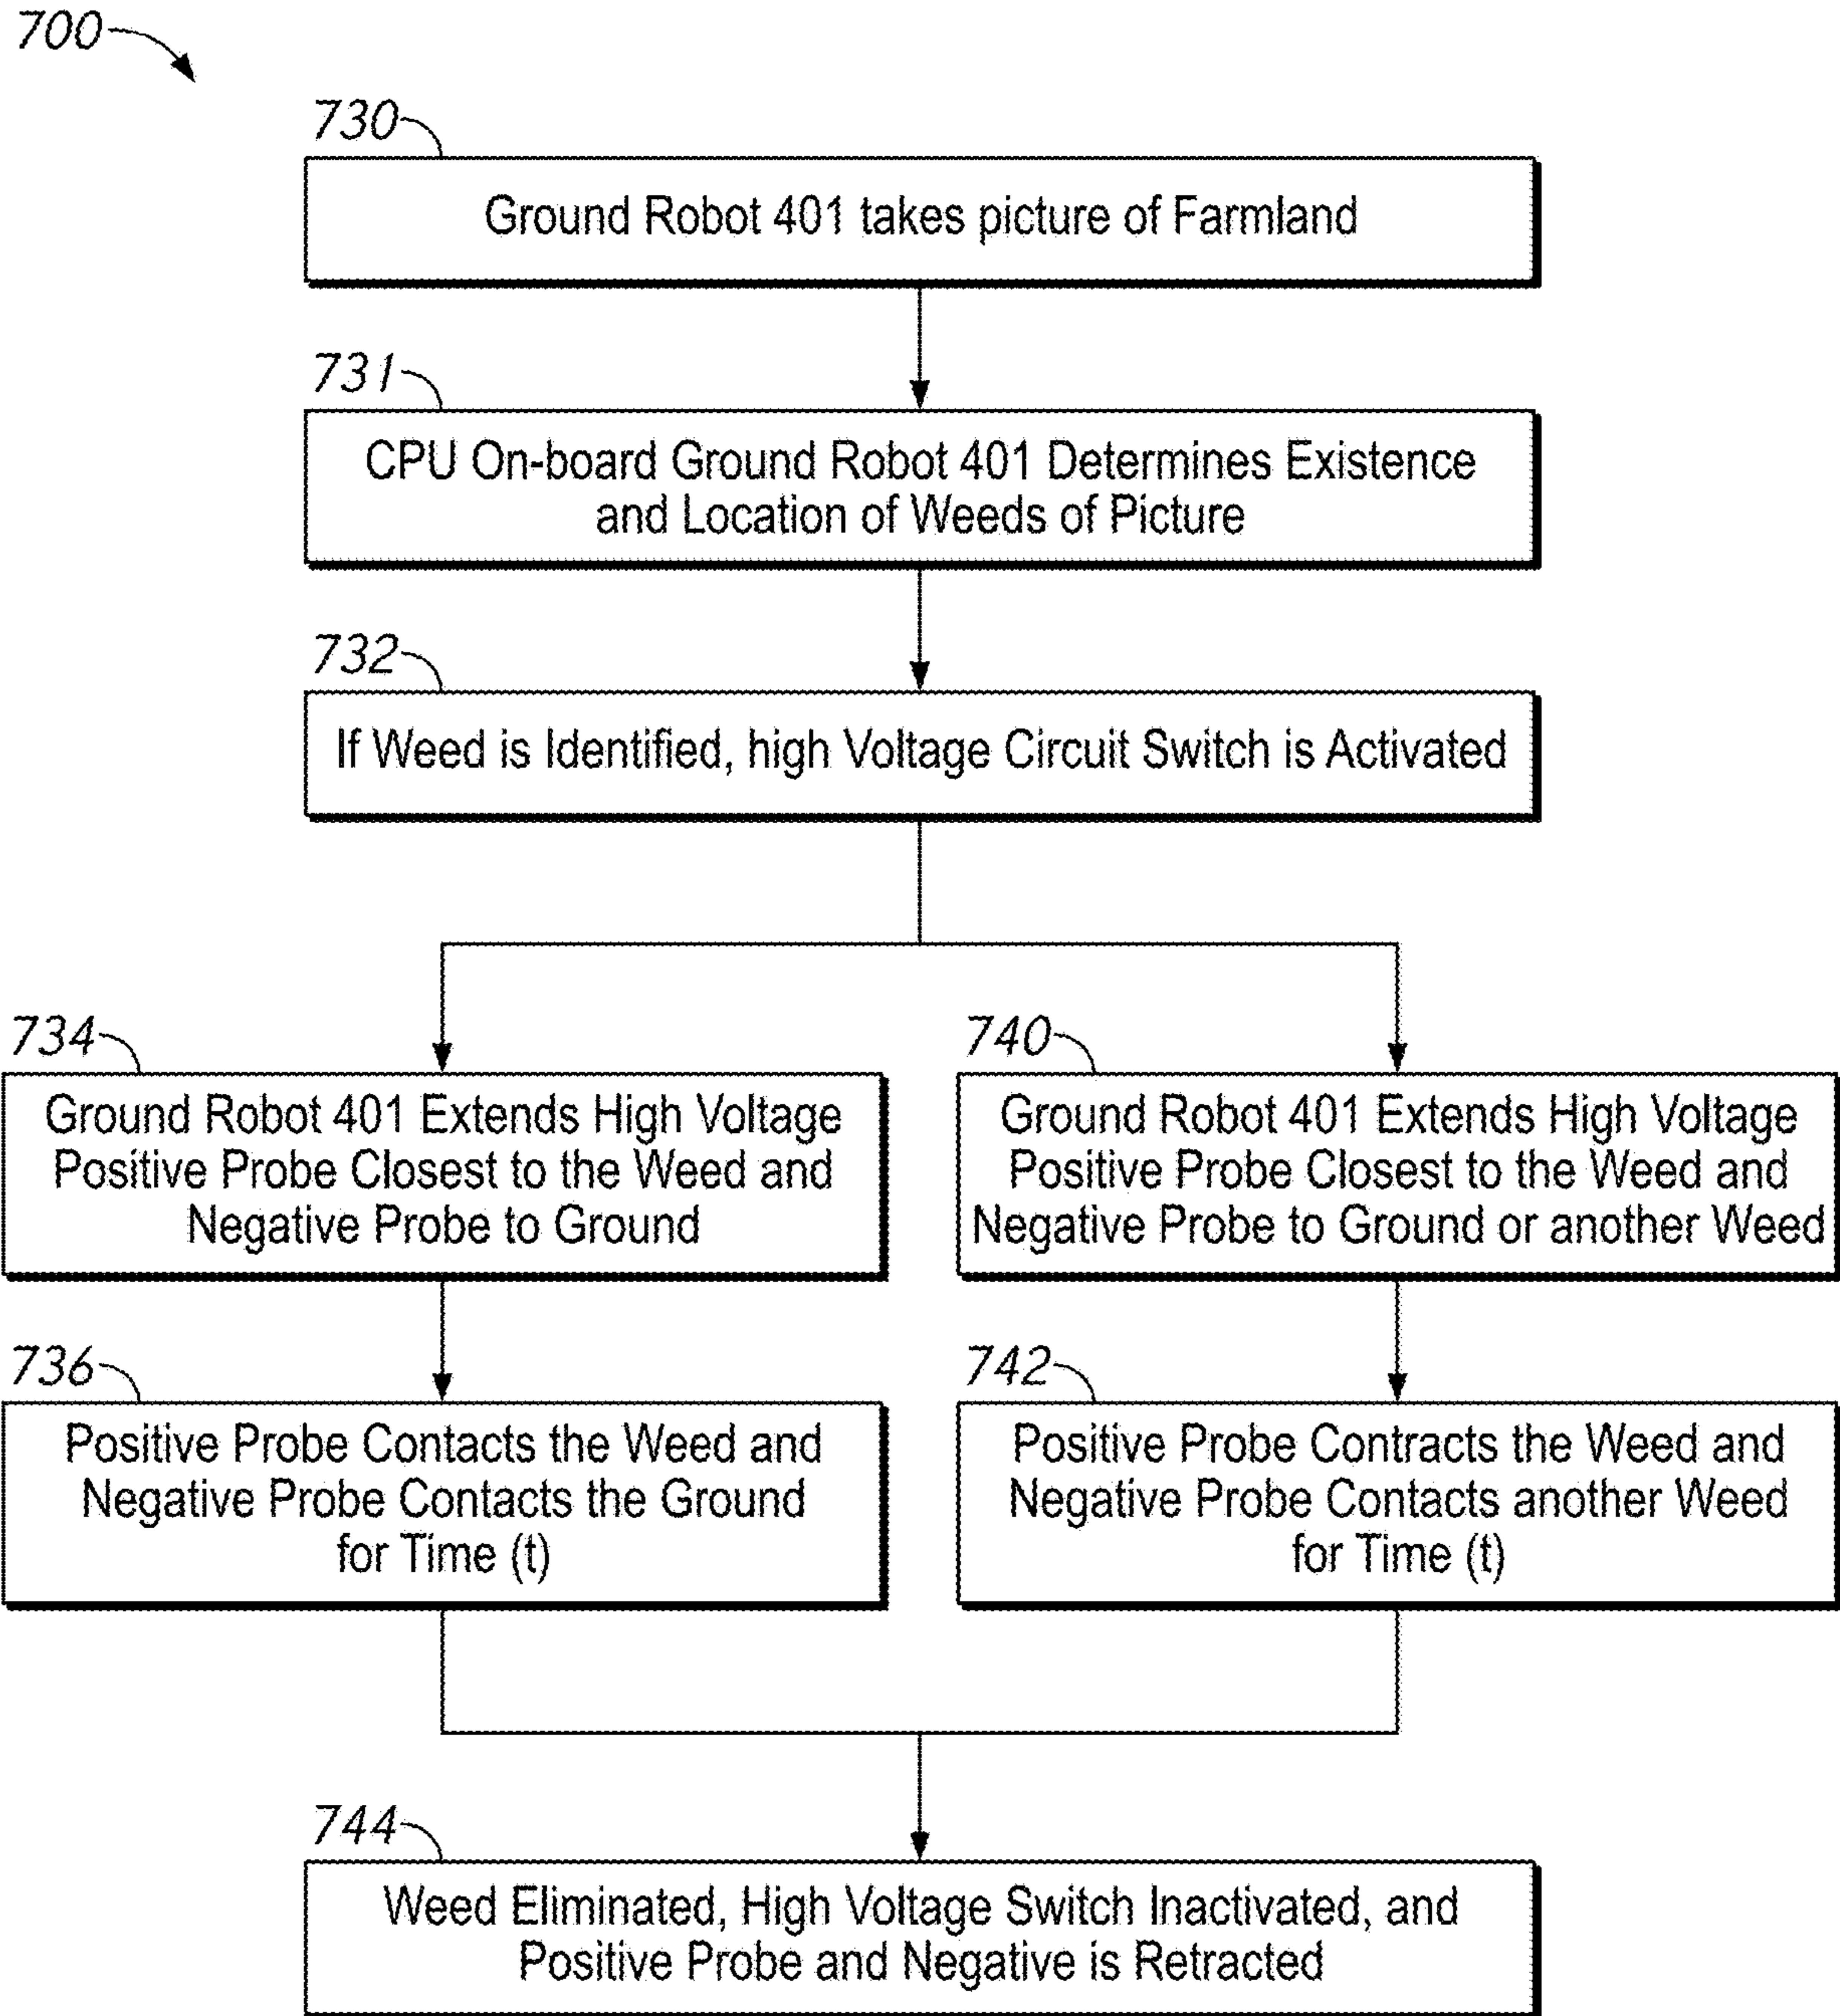 700
730
Ground Robot 401 takes picture of Farmland
731
CPU On-board Ground Robot 401 Determines Existence
and Location of Weeds of Picture
732
If Weed is Identified, high Voltage Circuit Switch is Activated
734
Ground Robot 401 Extends High Voltage
Positive Probe Closest to the Weed and
Negative Probe to Ground
740
Ground Robot 401 Extends High Voltage
Positive Probe Closest to the Weed and
Negative Probe to Ground or another Weed
736
Positive Probe Contacts the Weed and
Negative Probe Contacts the Ground
for Time (t)
742
Positive Probe Contracts the Weed and
Negative Probe Contacts another Weed
for Time (t)
744
Weed Eliminated, High Voltage Switch Inactivated, and
Positive Probe and Negative is Retracted